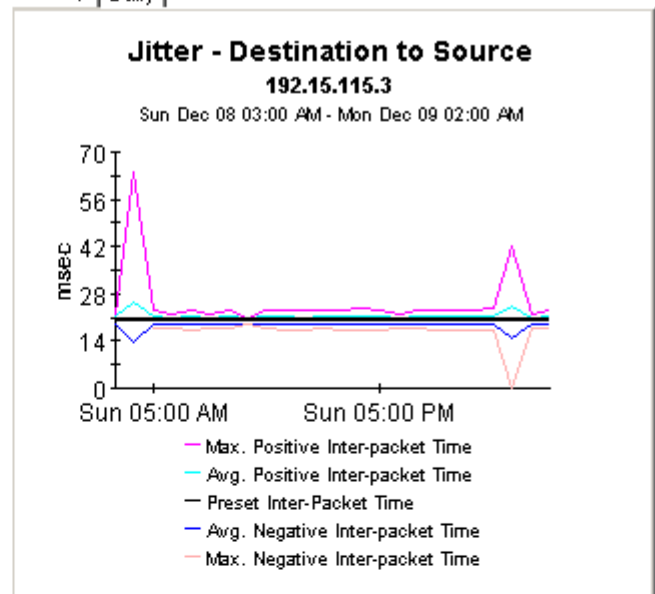 Daily
Jitter - Destination to Source
192.15.115.3
Sun Dec 08 03:00 AM - Mon Dec 09 02:00 AM
70
56
42
28
14
0
msec
Sun 05:00 AM Sun 05:00 PM
Max. Positive Inter-packet Time
Avg. Positive Inter-packet Time
Preset Inter-Packet Time
Avg. Negative Inter-packet Time
Max. Negative Inter-packet Time